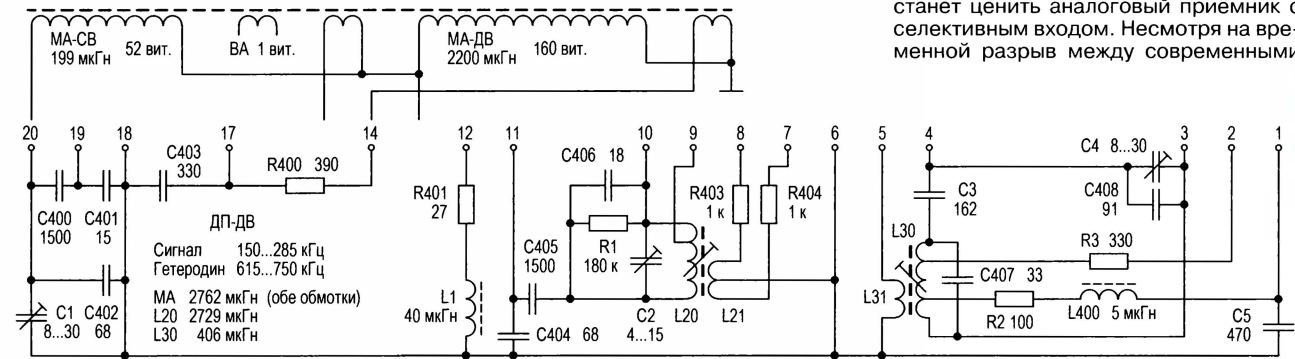 станет ценить аналоговый приемник с
селективным входом. Несмотря на вре-
менной разрыв между современными
МА-СВ
199 мкГн
52 вит.
ВА 1 вит.
МА-ДВ
2200 мкГн
160 вит.
20 19 18 17 14 12 11 10 9 8 7 6 5 4 3 2 1
C400
1500
C401
15
C403
330
R400 390
ДП-ДВ
Сигнал 150...285 кГц
Гетеродин 615...750 кГц
МА 2762 мкГн (обе обмотки)
L20 2729 мкГн
L30 406 мкГн
C1
8...30
C402
68
R401
27
L1
40 мкГн
C405
1500
C404 68
C406
18
R1
180 к
C2
4...15
L20
L21
R403
1 к
R404
1 к
L31
L30
C3
162
C407 33
C4 8...30
C408
91
R3 330
R2 100
L400 5 мкГн
C5
470